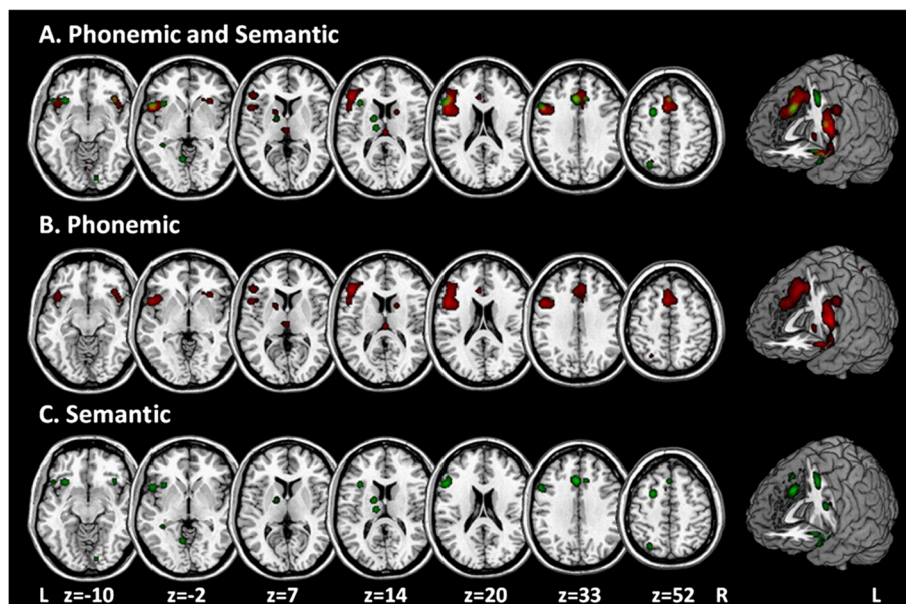 A. Phonemic and Semantic
B. Phonemic
C. Semantic
L z=-10 z=-2 z=7 z=14 z=20 z=33 z=52 R L